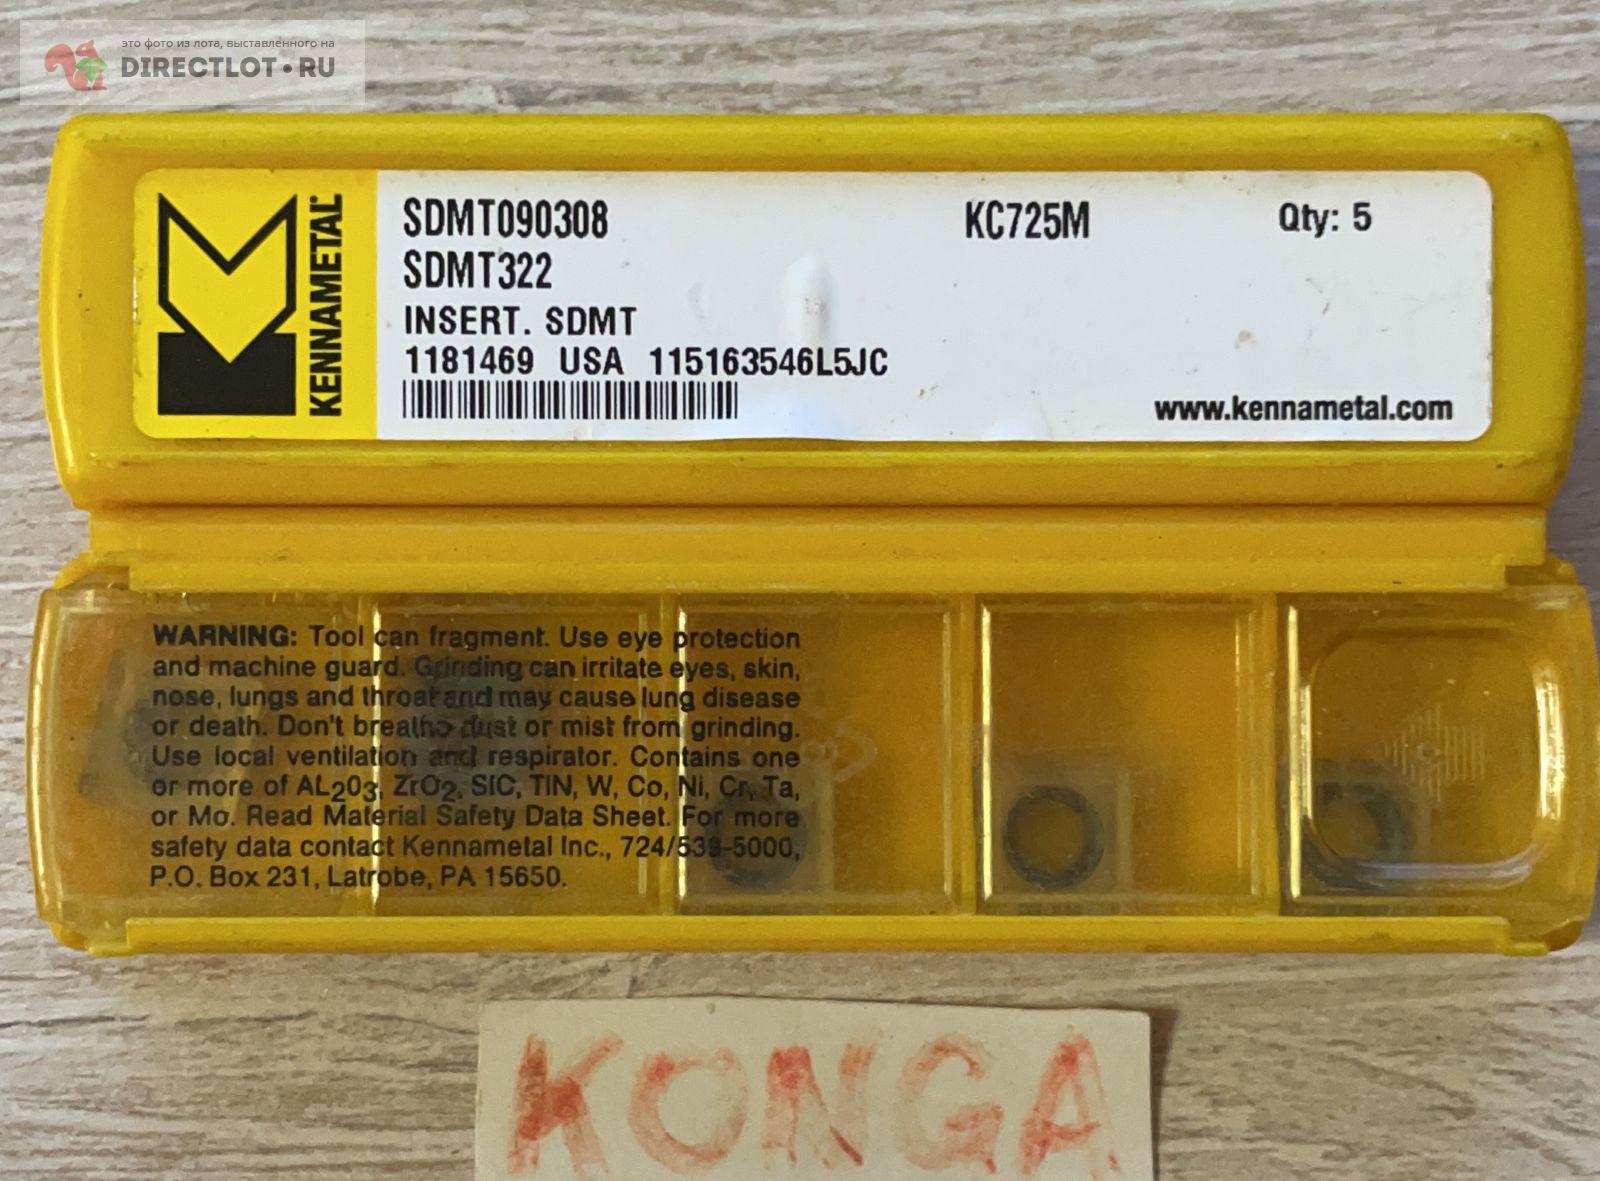 это фото из лота, выставленного на
DIRECTLOT•RU
KENNAMETAL
SDMT090308 KC725M Qty: 5
SDMT322
INSERT. SDMT
1181469 USA 115163546L5JC
www.kennametal.com
WARNING: Tool can fragment. Use eye protection
and machine guard. Grinding can irritate eyes, skin,
nose, lungs and throat and may cause lung disease
or death. Don't breathe dust or mist from grinding.
Use local ventilation and respirator. Contains one
or more of AL2O3, ZrO2, SIC, TIN, W, Co, Ni, Cr, Ta,
or Mo. Read Material Safety Data Sheet. For more
safety data contact Kennametal Inc., 724/539-5000,
P.O. Box 231, Latrobe, PA 15650.
KONGA